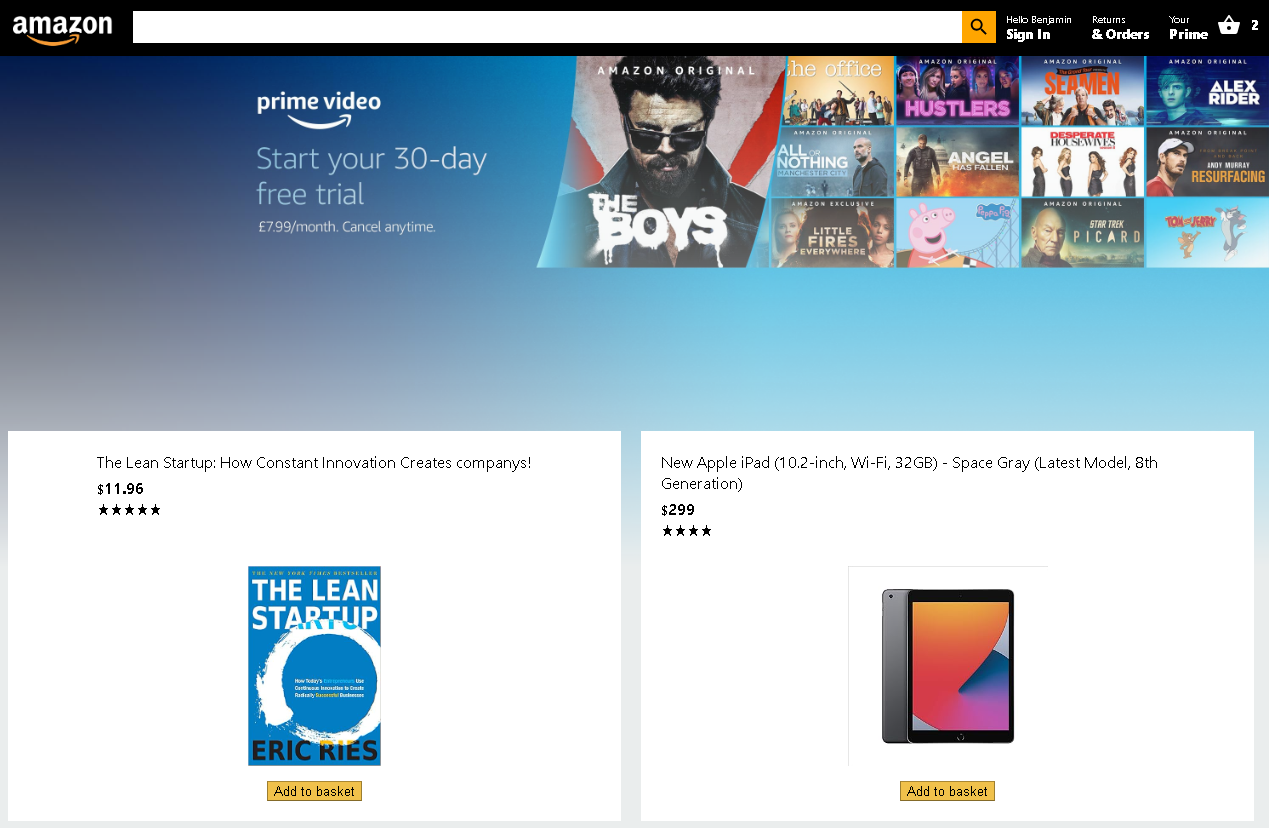 amazon
Hello Benjamin
Sign In
Returns
& Orders
Your
Prime
2
prime video
Start your 30-day
free trial
£7.99/month. Cancel anytime.
AMAZON ORIGINAL
THE
BOYS
the office
AMAZON ORIGINAL
HUSTLERS
AMAZON ORIGINAL
SEAMEN
AMAZON ORIGINAL
ALEX
RIDER
AMAZON ORIGINAL
ALL OR
NOTHING
MANCHESTER CITY
ANGEL
HAS FALLEN
DESPERATE
HOUSEWIVES
AMAZON ORIGINAL
ANDY MURRAY
RESURFACING
AMAZON EXCLUSIVE
LITTLE
FIRES
EVERYWHERE
Peppa Pig
AMAZON ORIGINAL
STAR TREK
PICARD
TOM AND JERRY
The Lean Startup: How Constant Innovation Creates companys!
$11.96
★★★★★
THE NEW YORK TIMES BESTSELLER
THE LEAN
STARTUP
How Today's Entrepreneurs Use
Continuous Innovation to Create
Radically Successful Businesses
ERIC RIES
Add to basket
New Apple iPad (10.2-inch, Wi-Fi, 32GB) - Space Gray (Latest Model, 8th
Generation)
$299
★★★★
Add to basket